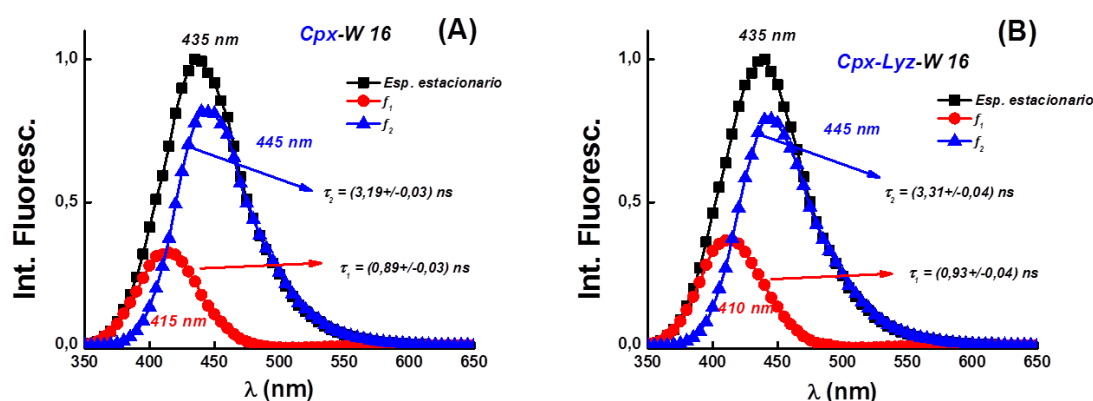 Cpx-W 16
(A)
435 nm
Esp. estacionario
f1
f2
445 nm
τ2 = (3,19+/-0,03) ns
τ1 = (0,89+/-0,03) ns
415 nm
Int. Fluoresc.
1,0
0,5
0,0
350 400 450 500 550 600 650
λ (nm)
Cpx-Lyz-W 16
(B)
435 nm
Esp. estacionario
f1
f2
445 nm
τ2 = (3,31+/-0,04) ns
τ1 = (0,93+/-0,04) ns
410 nm
Int. Fluoresc.
1,0
0,5
0,0
350 400 450 500 550 600 650
λ (nm)